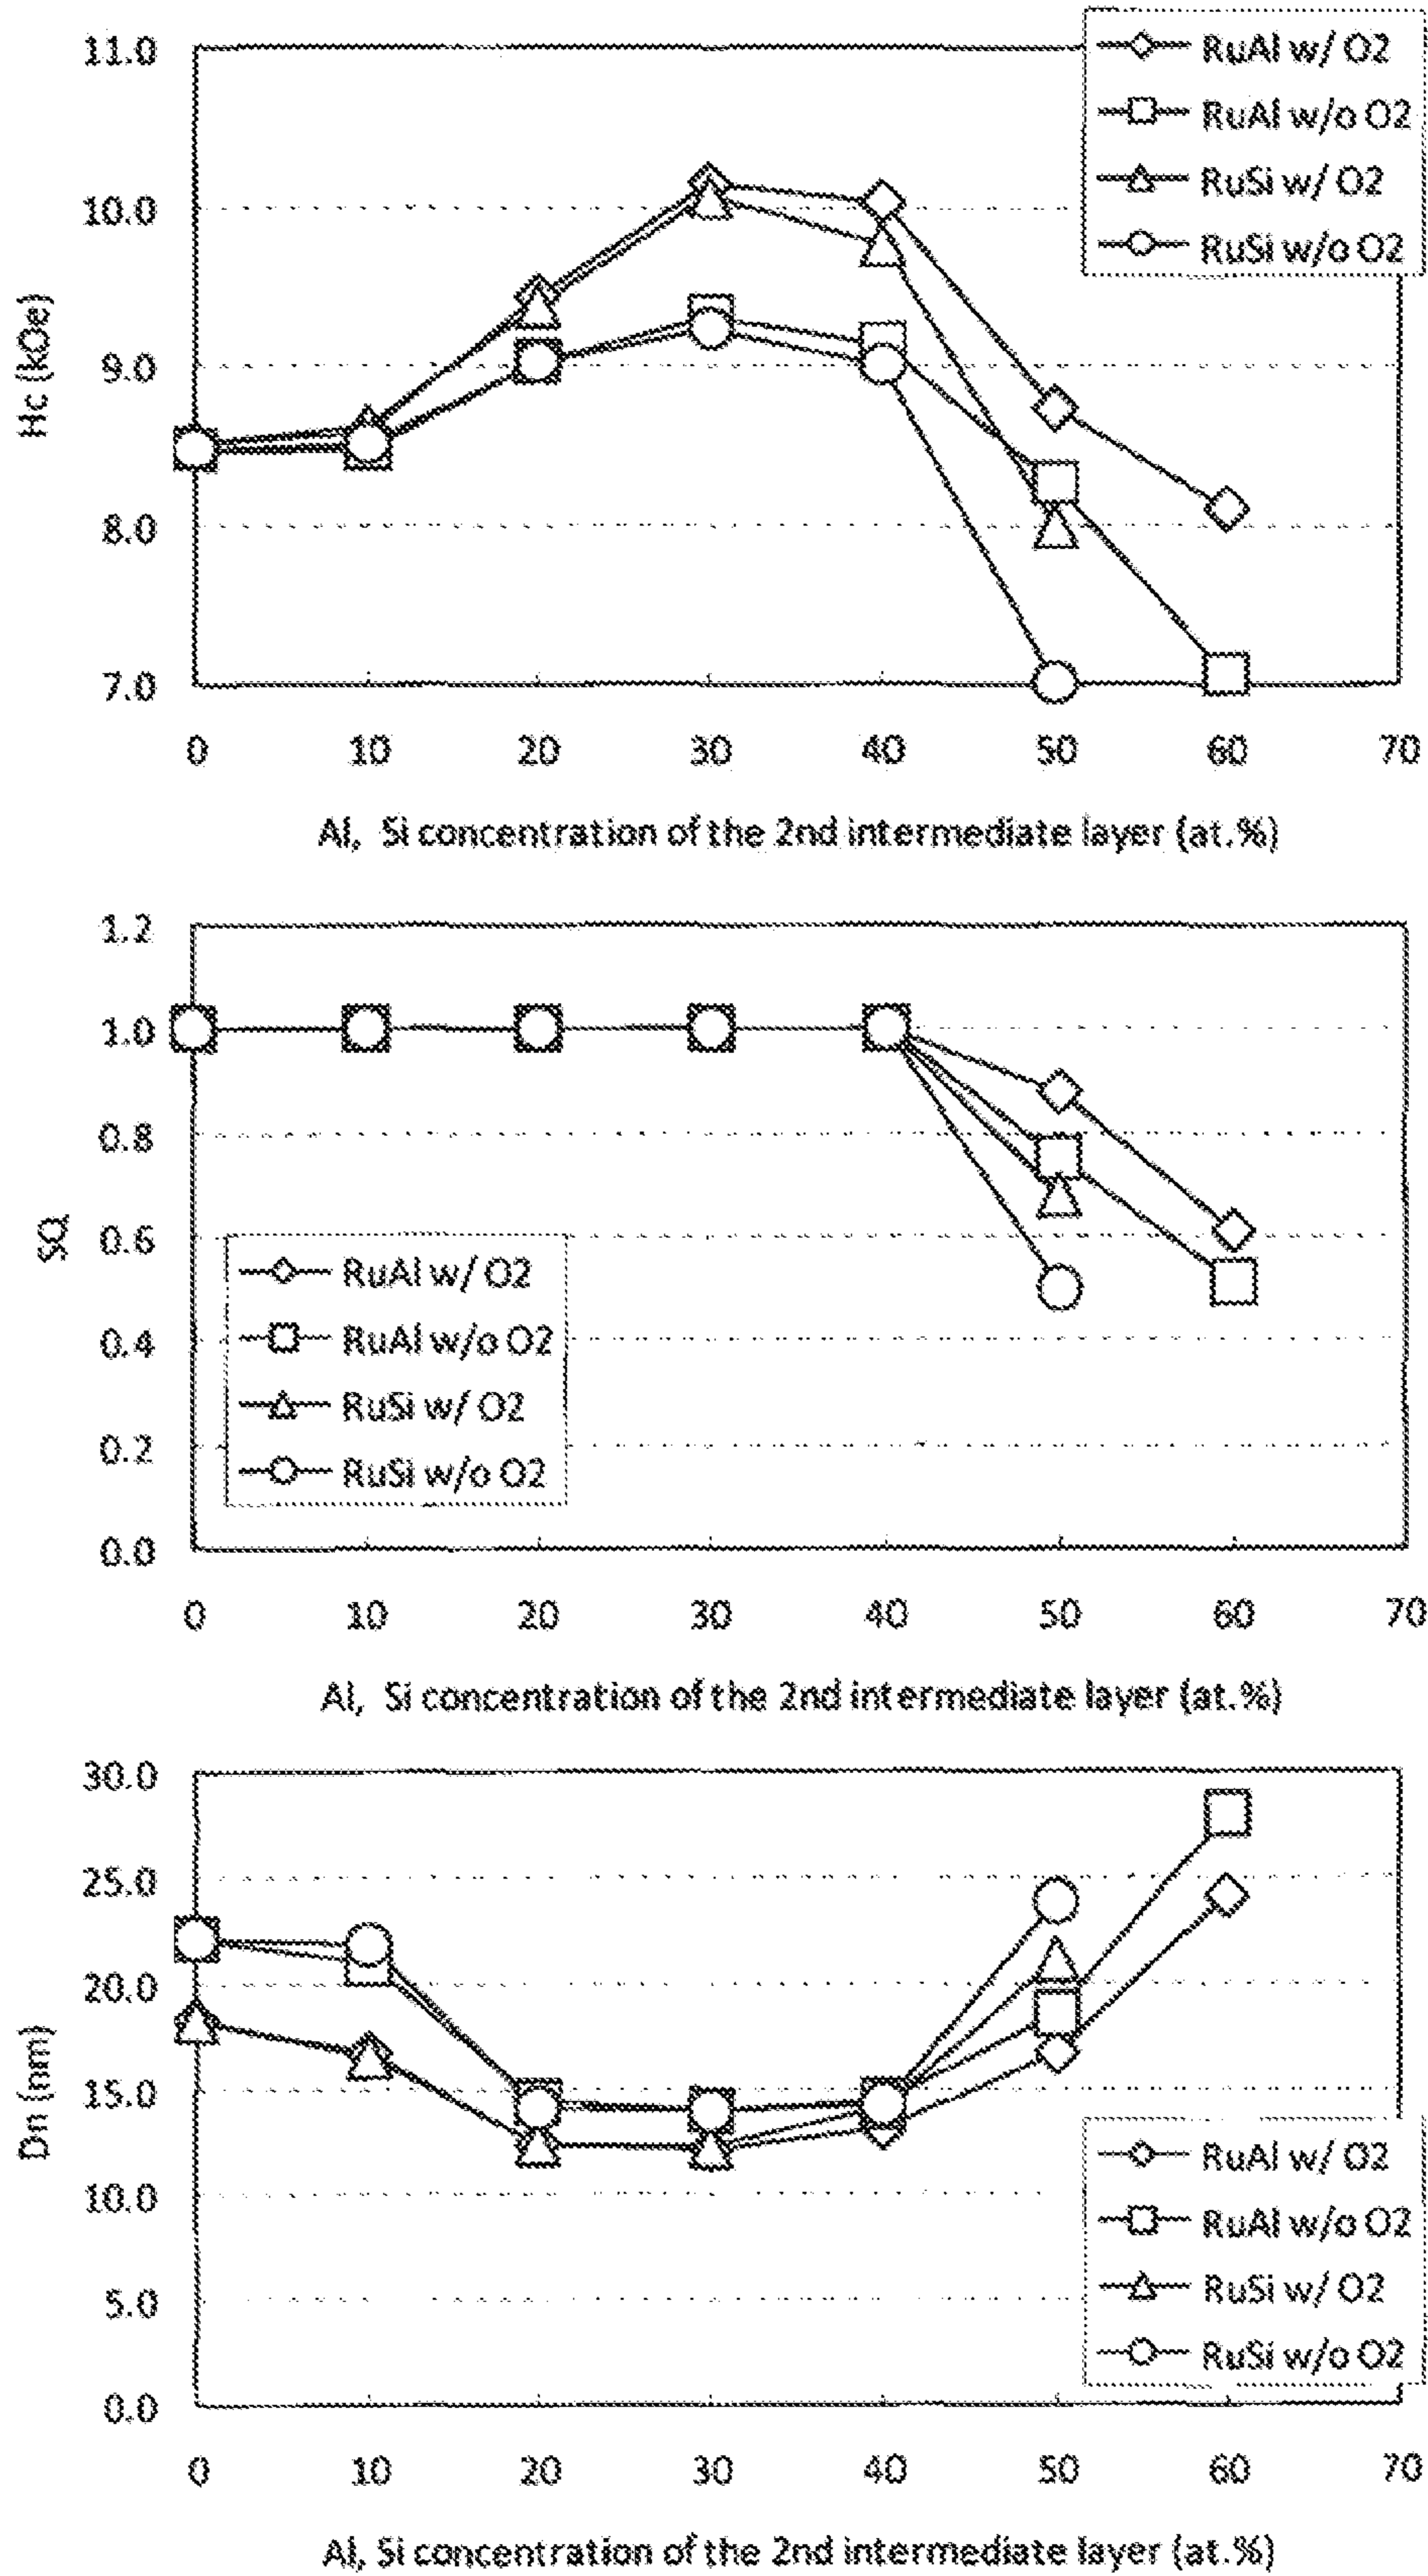 11.0
10.0
9.0
8.0
7.0
Hc (kOe)
RuAl w/ O2
RuAl w/o O2
RuSi w/ O2
RuSi w/o O2
0 10 20 30 40 50 60 70
Al, Si concentration of the 2nd intermediate layer (at.%)
1.2
1.0
0.8
0.6
0.4
0.2
0.0
SQ
RuAl w/ O2
RuAl w/o O2
RuSi w/ O2
RuSi w/o O2
0 10 20 30 40 50 60 70
Al, Si concentration of the 2nd intermediate layer (at.%)
30.0
25.0
20.0
15.0
10.0
5.0
0.0
Dn (nm)
RuAl w/ O2
RuAl w/o O2
RuSi w/ O2
RuSi w/o O2
0 10 20 30 40 50 60 70
Al, Si concentration of the 2nd intermediate layer (at.%)